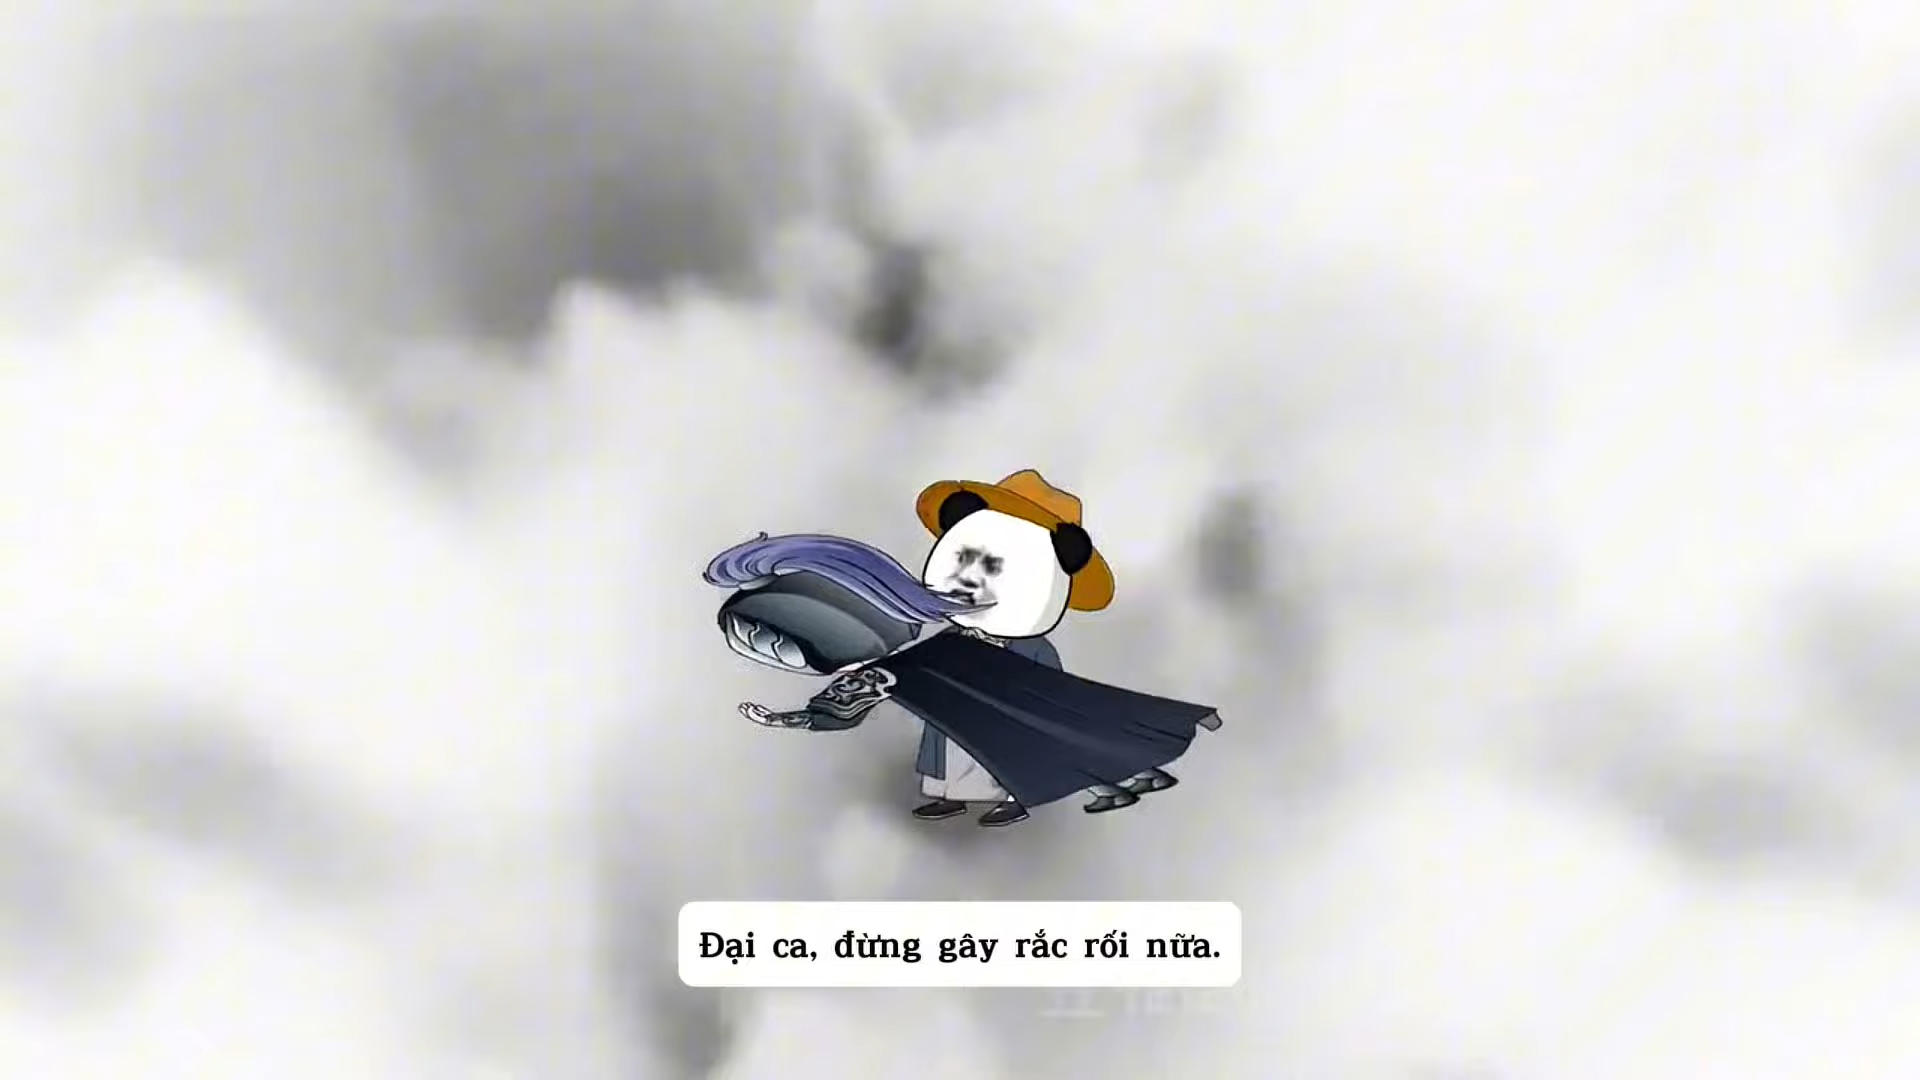 Đại ca, đừng gây rắc rối nữa.